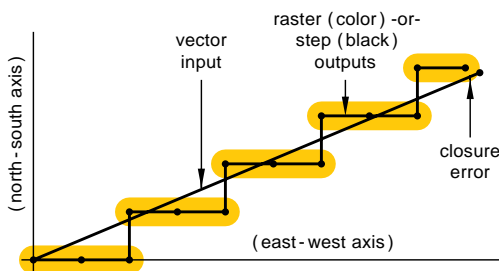 raster (color) -or-
step (black)
outputs
vector
input
(north-south axis)
closure
error
(east-west axis)